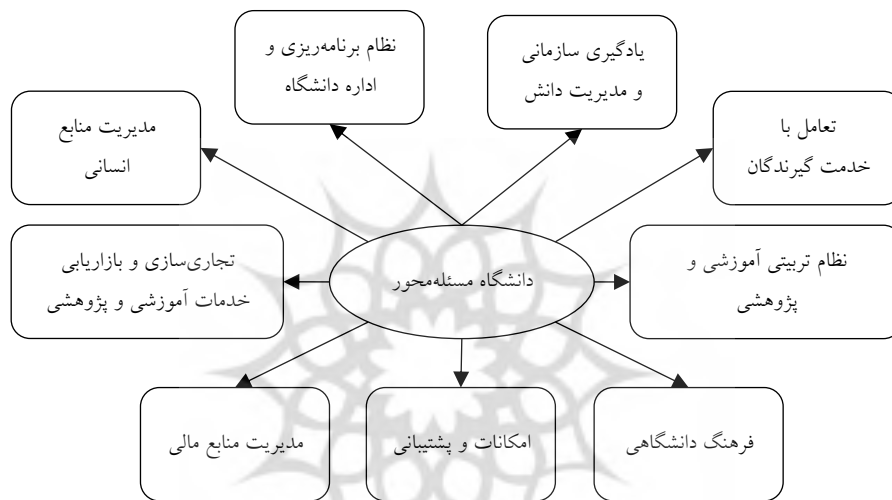 یادگیری سازمانی
و مدیریت دانش
نظام برنامه‌ریزی و
اداره دانشگاه
تعامل با
خدمت گیرندگان
مدیریت منابع
انسانی
نظام تربیتی آموزشی و
پژوهشی
دانشگاه مسئله‌محور
تجاری‌سازی و بازاریابی
خدمات آموزشی و پژوهشی
فرهنگ دانشگاهی
امکانات و پشتیبانی
مدیریت منابع مالی